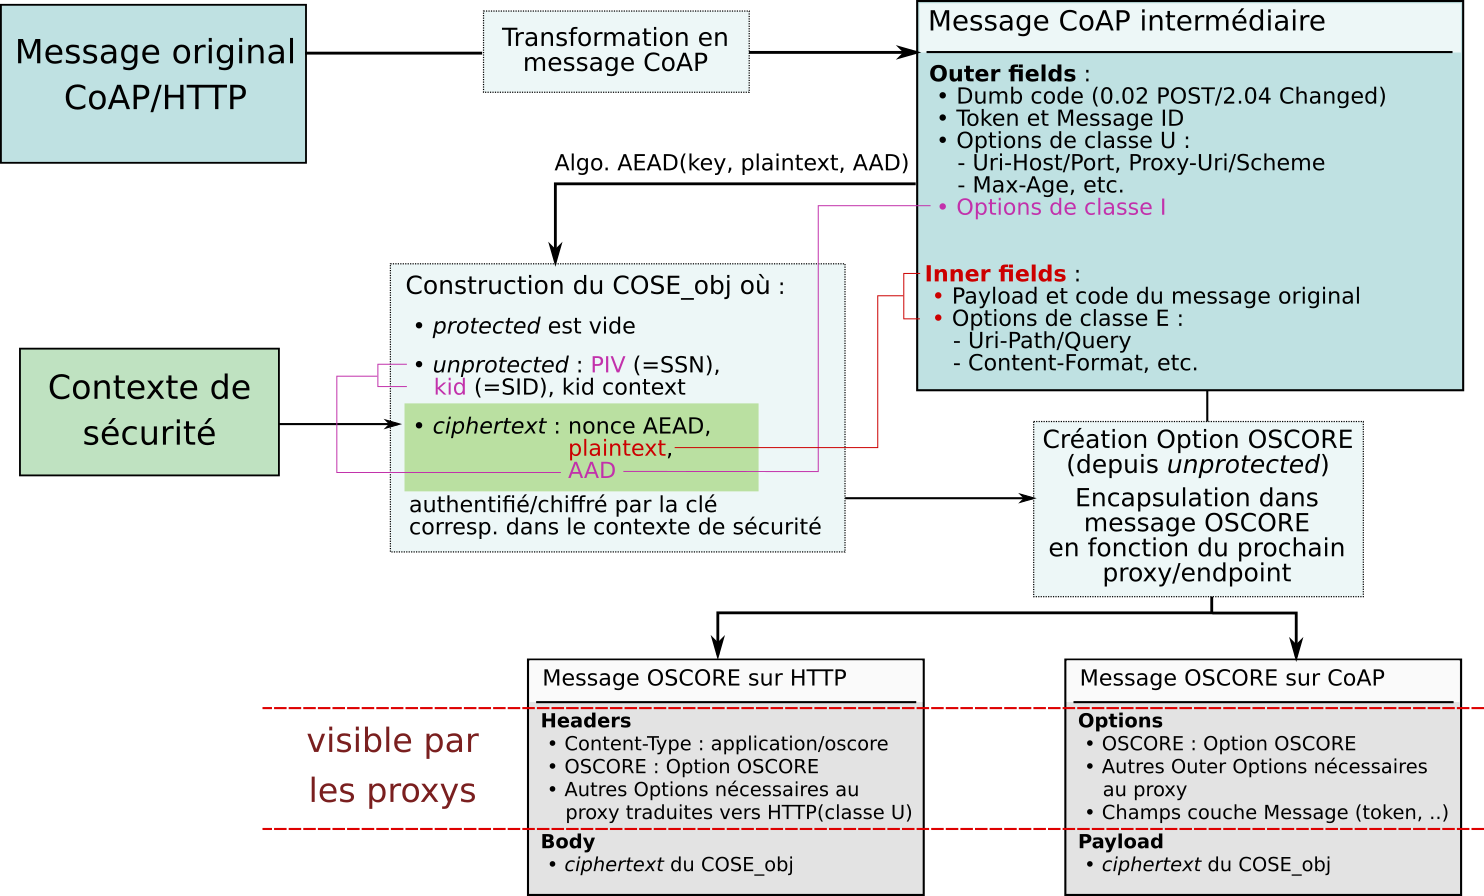 Message original
CoAP/HTTP
Transformation en
message CoAP
Message CoAP intermédiaire
Outer fields :
• Dumb code (0.02 POST/2.04 Changed)
• Token et Message ID
• Options de classe U :
- Uri-Host/Port, Proxy-Uri/Scheme
- Max-Age, etc.
• Options de classe I
Inner fields :
• Payload et code du message original
• Options de classe E :
- Uri-Path/Query
- Content-Format, etc.
Algo. AEAD(key, plaintext, AAD)
Construction du COSE_obj où :
• protected est vide
• unprotected : PIV (=SSN),
kid (=SID), kid context
• ciphertext : nonce AEAD,
plaintext,
AAD
authentifié/chiffré par la clé
corresp. dans le contexte de sécurité
Contexte de
sécurité
Création Option OSCORE
(depuis unprotected)
Encapsulation dans
message OSCORE
en fonction du prochain
proxy/endpoint
visible par
les proxys
Message OSCORE sur HTTP
Headers
• Content-Type : application/oscore
• OSCORE : Option OSCORE
• Autres Options nécessaires au
proxy traduites vers HTTP(classe U)
Body
• ciphertext du COSE_obj
Message OSCORE sur CoAP
Options
• OSCORE : Option OSCORE
• Autres Outer Options nécessaires
au proxy
• Champs couche Message (token, ..)
Payload
• ciphertext du COSE_obj